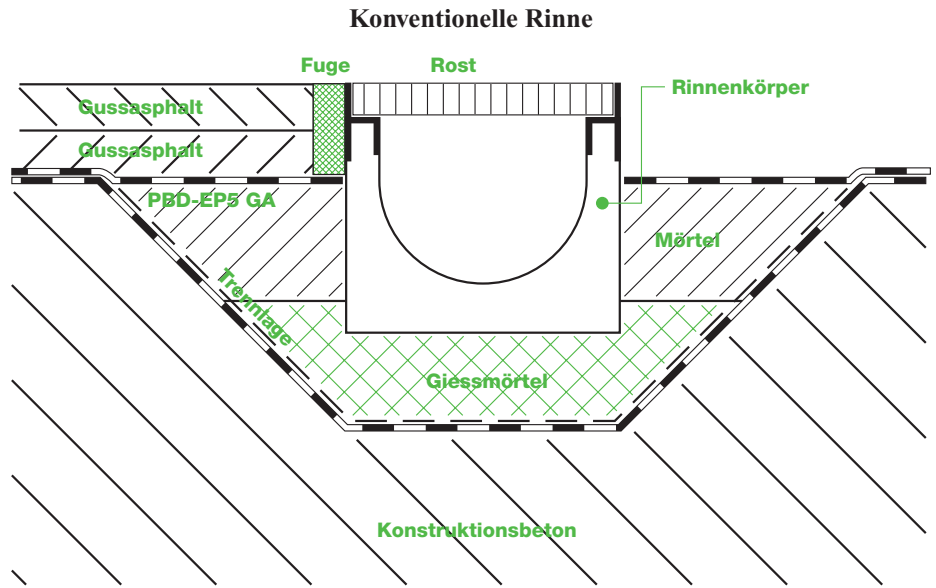 Konventionelle Rinne
Fuge
Rost
Rinnenkörper
Gussasphalt
Gussasphalt
PBD-EP5 GA
Mörtel
Trennlage
Giessmörtel
Konstruktionsbeton